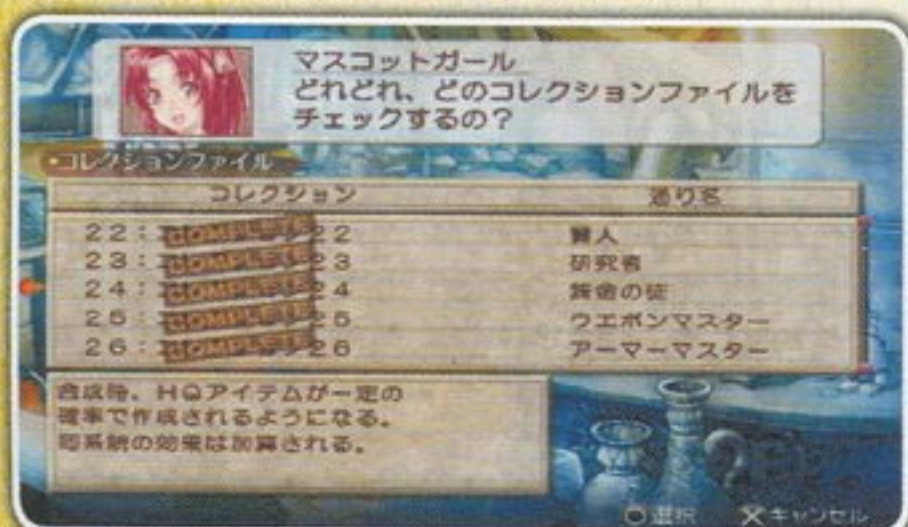 マスコットガール
どれどれ、どのコレクションファイルを
チェックするの？
・コレクションファイル
コレクション 通り名
22： COMPLETE 22 賢人
23： COMPLETE 23 研究者
24： COMPLETE 24 錬金の徒
25： COMPLETE 25 ウエポンマスター
26： COMPLETE 26 アーマーマスター
合成時、HQアイテムが一定の
確率で作成されるようになる。
同系統の効果は加算される。
○選択 ×キャンセル